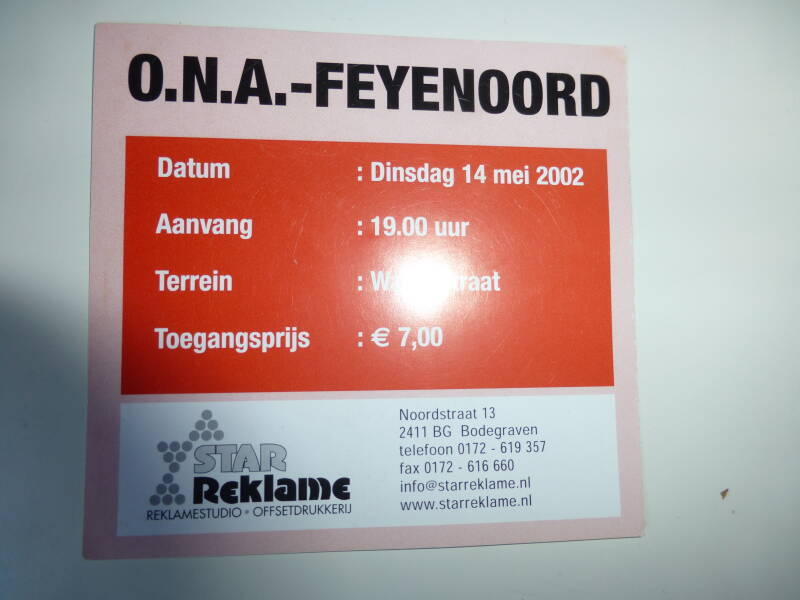 O.N.A.-FEYENOORD
Datum : Dinsdag 14 mei 2002
Aanvang : 19.00 uur
Terrein :
Toegangsprijs : € 7,00
STAR
Reklame
REKLAMESTUDIO • OFFSETDRUKKERIJ
Noordstraat 13
2411 BG Bodegraven
telefoon 0172 - 619 357
fax 0172 - 616 660
info@starreklame.nl
www.starreklame.nl